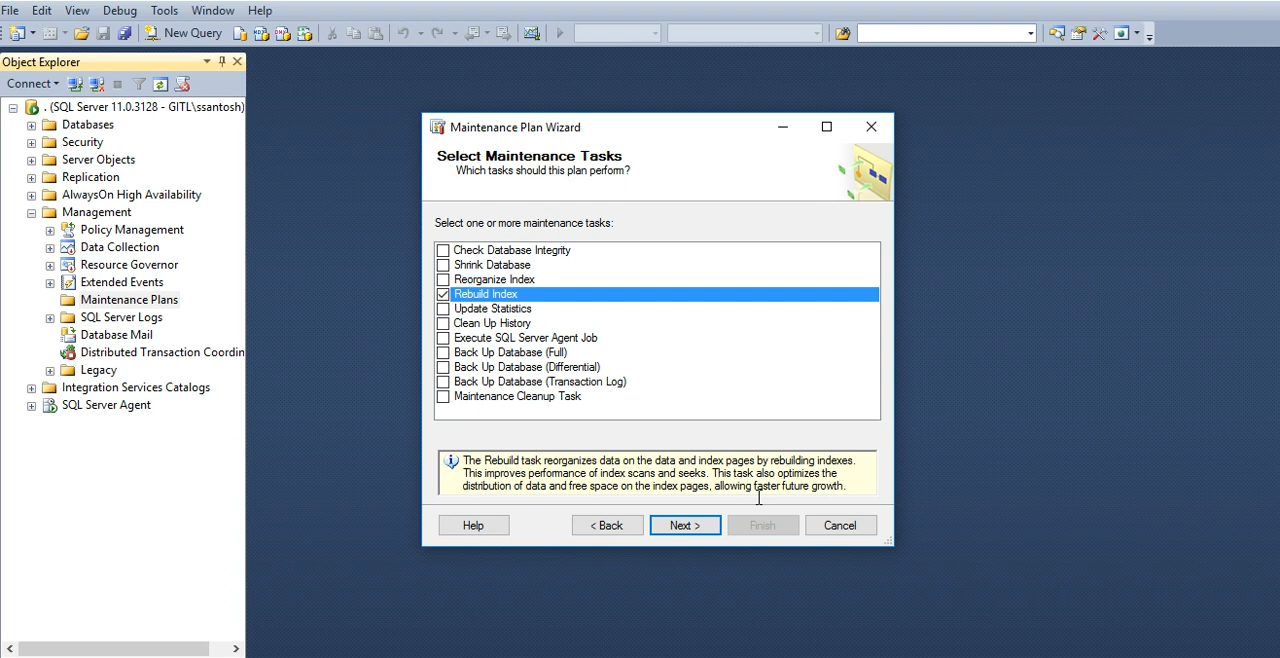 File Edit View Debug Tools Window Help
New Query
Object Explorer
Connect
. (SQL Server 11.0.3128 - GITL\ssantosh)
Databases
Security
Server Objects
Replication
AlwaysOn High Availability
Management
Policy Management
Data Collection
Resource Governor
Extended Events
Maintenance Plans
SQL Server Logs
Database Mail
Distributed Transaction Coordin
Legacy
Integration Services Catalogs
SQL Server Agent
Maintenance Plan Wizard
Select Maintenance Tasks
Which tasks should this plan perform?
Select one or more maintenance tasks:
Check Database Integrity
Shrink Database
Reorganize Index
Rebuild Index
Update Statistics
Clean Up History
Execute SQL Server Agent Job
Back Up Database (Full)
Back Up Database (Differential)
Back Up Database (Transaction Log)
Maintenance Cleanup Task
The Rebuild task reorganizes data on the data and index pages by rebuilding indexes.
This improves performance of index scans and seeks. This task also optimizes the
distribution of data and free space on the index pages, allowing faster future growth.
Help < Back Next > Finish Cancel